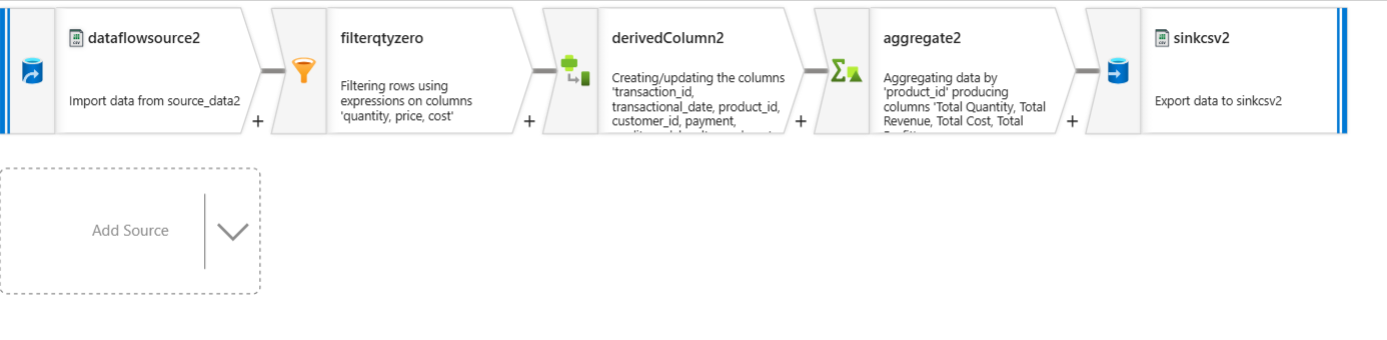 dataflowsource2
Import data from source_data2
+
filterqtyzero
Filtering rows using
expressions on columns
'quantity, price, cost'
+
derivedColumn2
Creating/updating the columns
'transaction_id,
transactional_date, product_id,
customer_id, payment,
+
aggregate2
Aggregating data by
'product_id' producing
columns 'Total Quantity, Total
Revenue, Total Cost, Total
+
sinkcsv2
Export data to sinkcsv2
Add Source